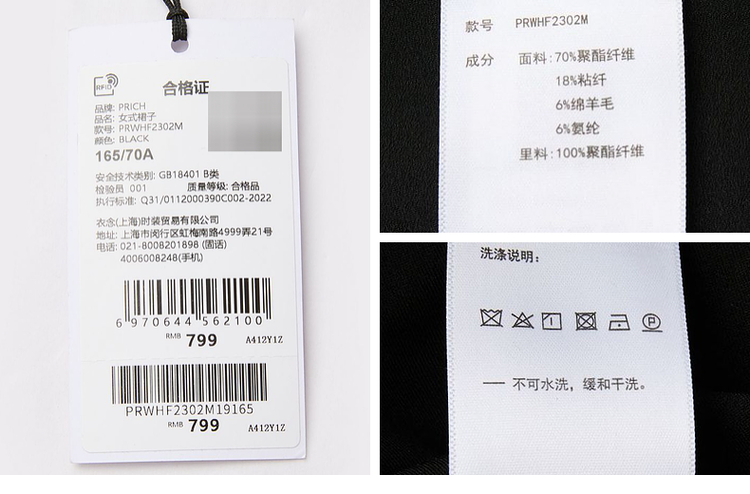 RFID
合格证
品牌: PRICH
品名: 女式裙子
款号: PRWHF2302M
颜色: BLACK
165/70A
安全技术类别: GB18401 B类
检验员 001 质量等级: 合格品
执行标准: Q31/0112000390C002-2022
衣念(上海)时装贸易有限公司
地址: 上海市闵行区虹梅南路4999弄21号
电话: 021-8008201898 (固话)
4006008248(手机)
6 970644 562100
RMB 799 A412Y1Z
PRWHF2302M19165
RMB 799 A412Y1Z
款号 PRWHF2302M
成分 面料:70%聚酯纤维
18%粘纤
6%绵羊毛
6%氨纶
里料:100%聚酯纤维
洗涤说明:
P
— 不可水洗，缓和干洗。